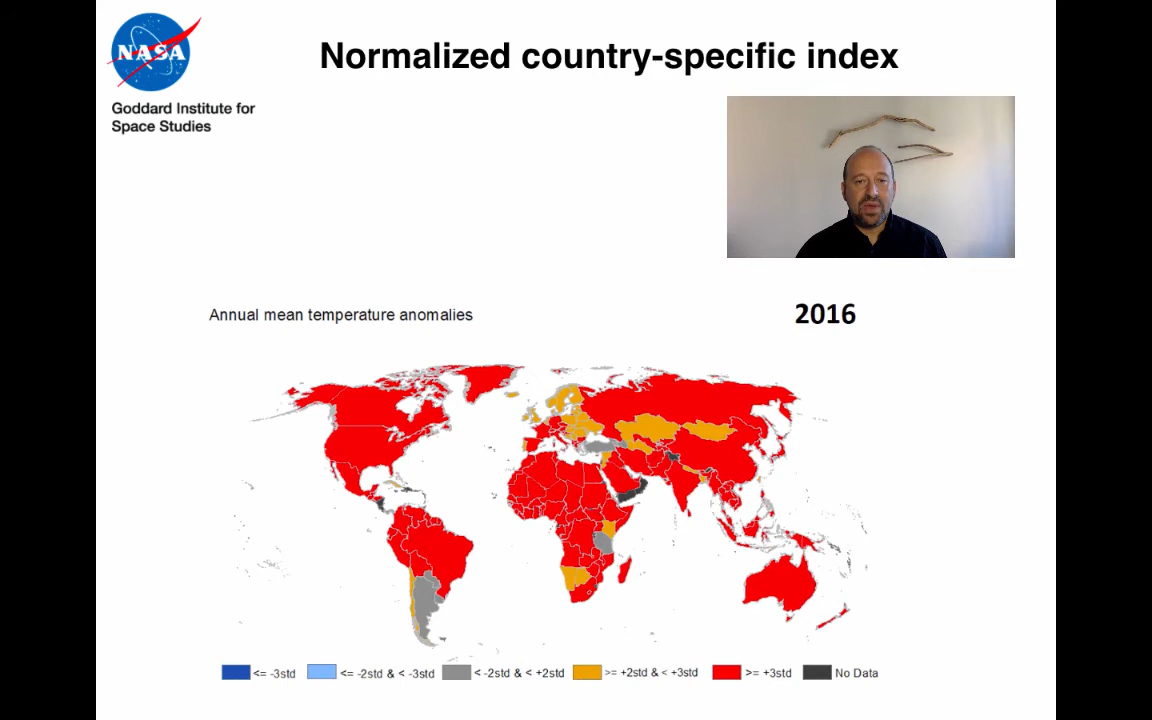 NASA
Normalized country-specific index
Goddard Institute for
Space Studies
Annual mean temperature anomalies
2016
<= -3std
<= -2std & < -3std
< -2std & < +2std
>= +2std & < +3std
>= +3std
No Data